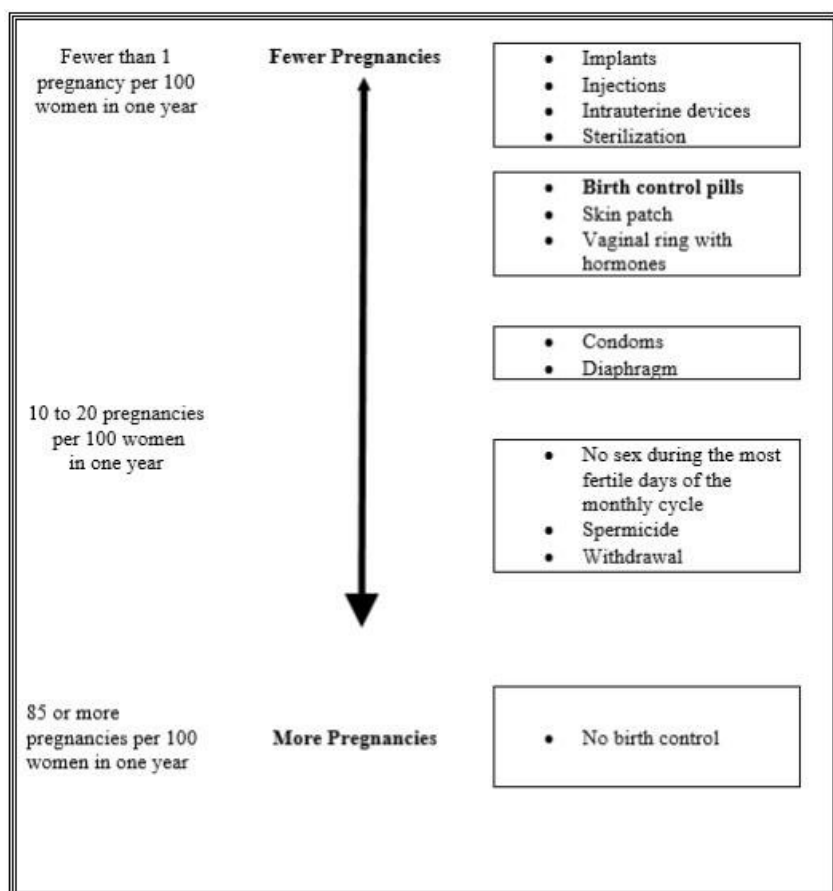 Fewer than 1
pregnancy per 100
women in one year
Fewer Pregnancies
• Implants
• Injections
• Intrauterine devices
• Sterilization
• Birth control pills
• Skin patch
• Vaginal ring with
hormones
• Condoms
• Diaphragm
10 to 20 pregnancies
per 100 women
in one year
• No sex during the most
fertile days of the
monthly cycle
• Spermicide
• Withdrawal
85 or more
pregnancies per 100
women in one year
More Pregnancies
• No birth control